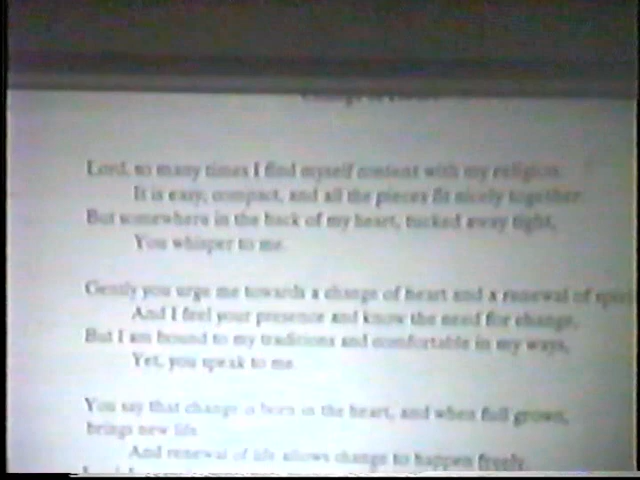 Lord, so many times I find myself content with my religion.
It is easy, compact, and all the pieces fit nicely together.
But somewhere in the back of my heart, tucked away tight,
You whisper to me.
Gently you urge me towards a change of heart and a renewal of
And I feel your presence and know the need for change,
But I am bound to my traditions and comfortable in my ways,
Yet, you speak to me.
You say that change is born in the heart, and when full grown,
brings new life.
And renewal of life allows change to happen freely.